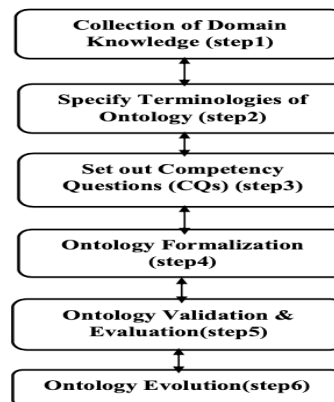 Collection of Domain
Knowledge (step1)
Specify Terminologies of
Ontology (step2)
Set out Competency
Questions (CQs) (step3)
Ontology Formalization
(step4)
Ontology Validation &
Evaluation(step5)
Ontology Evolution(step6)